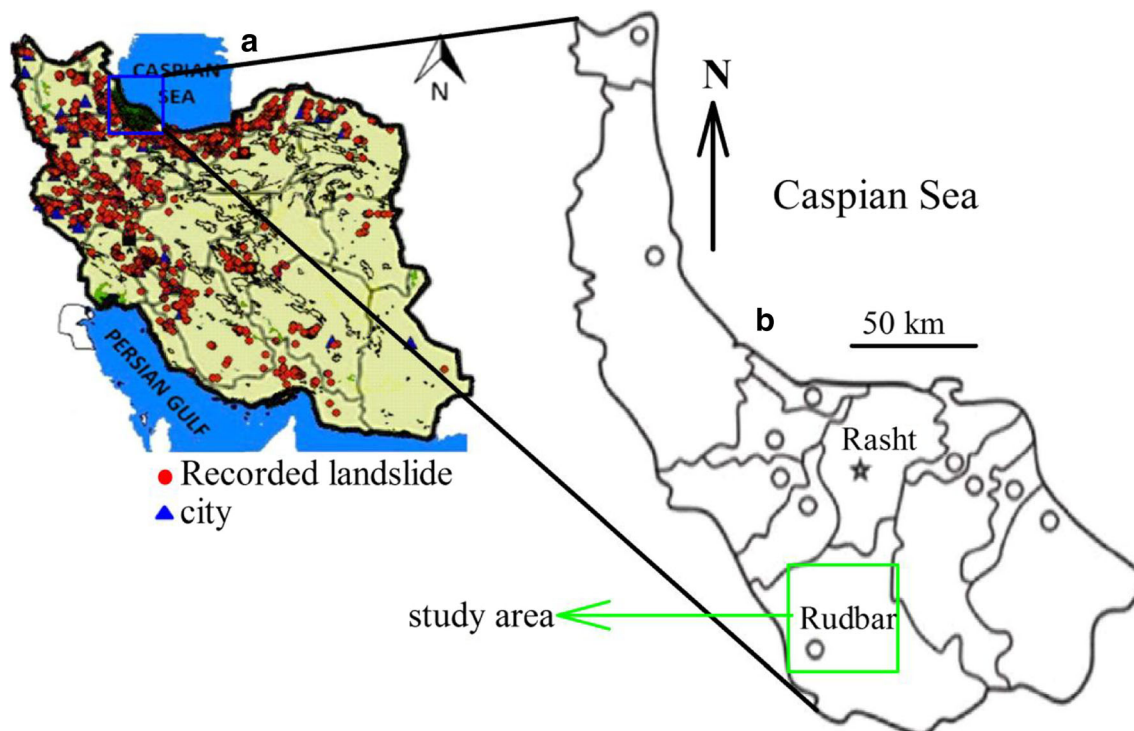 a
CASPIAN
SEA
N
N
Caspian Sea
b
50 km
Rasht
PERSIAN GULF
Recorded landslide
city
study area
Rudbar